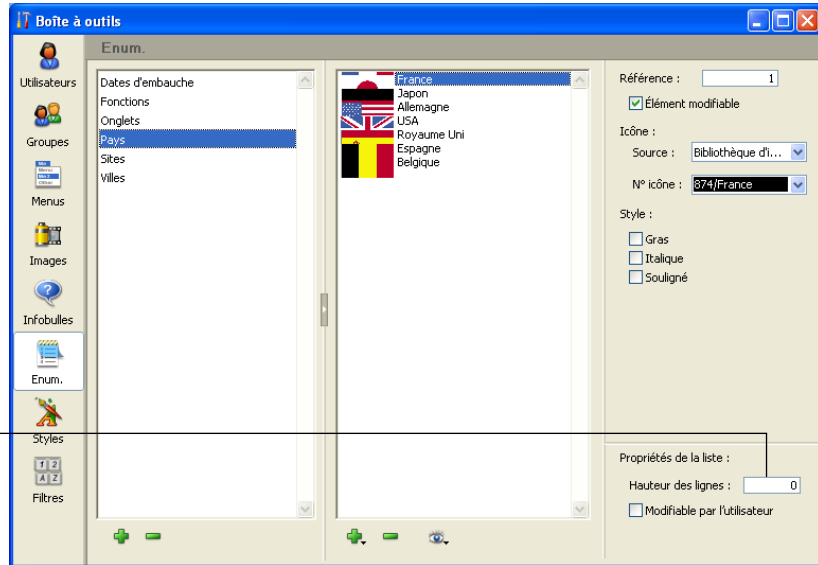 Boîte à outils
Enum.
Utilisateurs
Groupes
Menus
Images
Infobulles
Enum.
Styles
Filtres
Dates d'embauche
Fonctions
Onglets
Pays
Sites
Villes
France
Japon
Allemagne
USA
Royaume Uni
Espagne
Belgique
Référence : 1
Élément modifiable
Icône :
Source : Bibliothèque d'i...
N° icône : 874/France
Style :
Gras
Italique
Souligné
Propriétés de la liste :
Hauteur des lignes : 0
Modifiable par l'utilisateur